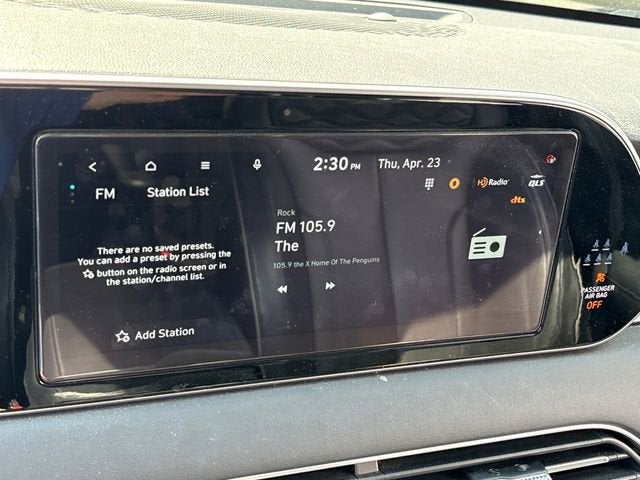 2:30 PM
Thu, Apr. 23
FM
Station List
HD Radio
QLS
dts
Rock
FM 105.9
The
105.9 the X Home Of The Penguins
There are no saved presets.
You can add a preset by pressing the
button on the radio screen or in
the station/channel list.
Add Station
PASSENGER
AIR BAG
OFF